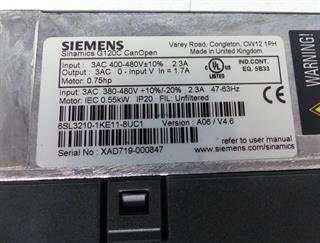 SIEMENS
Sinamics G120C CanOpen
Varey Road, Congleton, CW12 1PH
Made in United Kingdom
Input : 3AC 400-480V±10% 2.3A
Output : 3AC 0 - Input V In = 1.7A
Motor: 0.75hp
c UL us
LISTED
IND.CONT.
EQ. 5B33
Input: 3AC 380-480V +10%/-20% 2.3A 47-63Hz
Motor: IEC 0.55kW IP20 FIL: Unfiltered
6SL3210-1KE11-8UC1 Version : A06 / V4.6
Serial No : XAD719-000847
refer to user manual
www.siemens.com/sinamics